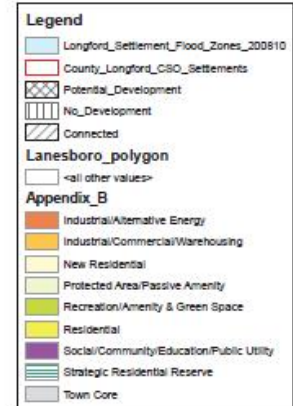 Legend
Longford_Settlement_Flood_Zones_200810
County_Longford_CSO_Settlements
Potential_Development
No_Development
Connected
Lanesboro_polygon
<all other values>
Appendix_B
Industrial/Alternative Energy
Industrial/Commercial/Warehousing
New Residential
Protected Area/Passive Amenity
Recreation/Amenity & Green Space
Residential
Social/Community/Education/Public Utility
Strategic Residential Reserve
Town Core